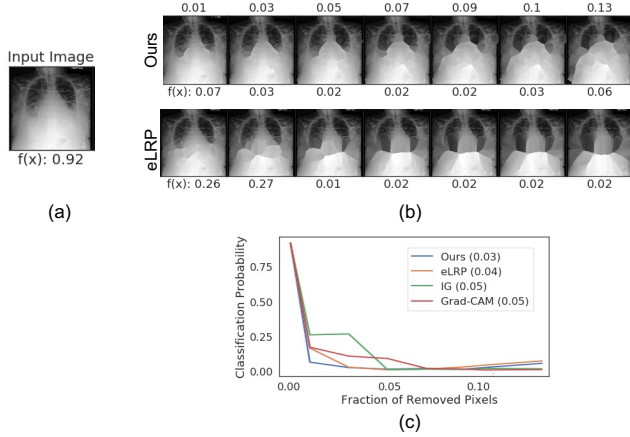 0.01 0.03 0.05 0.07 0.09 0.1 0.13
Input Image
Ours
f(x): 0.07 0.03 0.02 0.02 0.02 0.03 0.06
f(x): 0.92
eLRP
f(x): 0.26 0.27 0.01 0.02 0.02 0.02 0.02
(a)
(b)
Classification Probability
0.75
0.50
0.25
0.00
Ours (0.03)
eLRP (0.04)
IG (0.05)
Grad-CAM (0.05)
0.00 0.05 0.10
Fraction of Removed Pixels
(c)